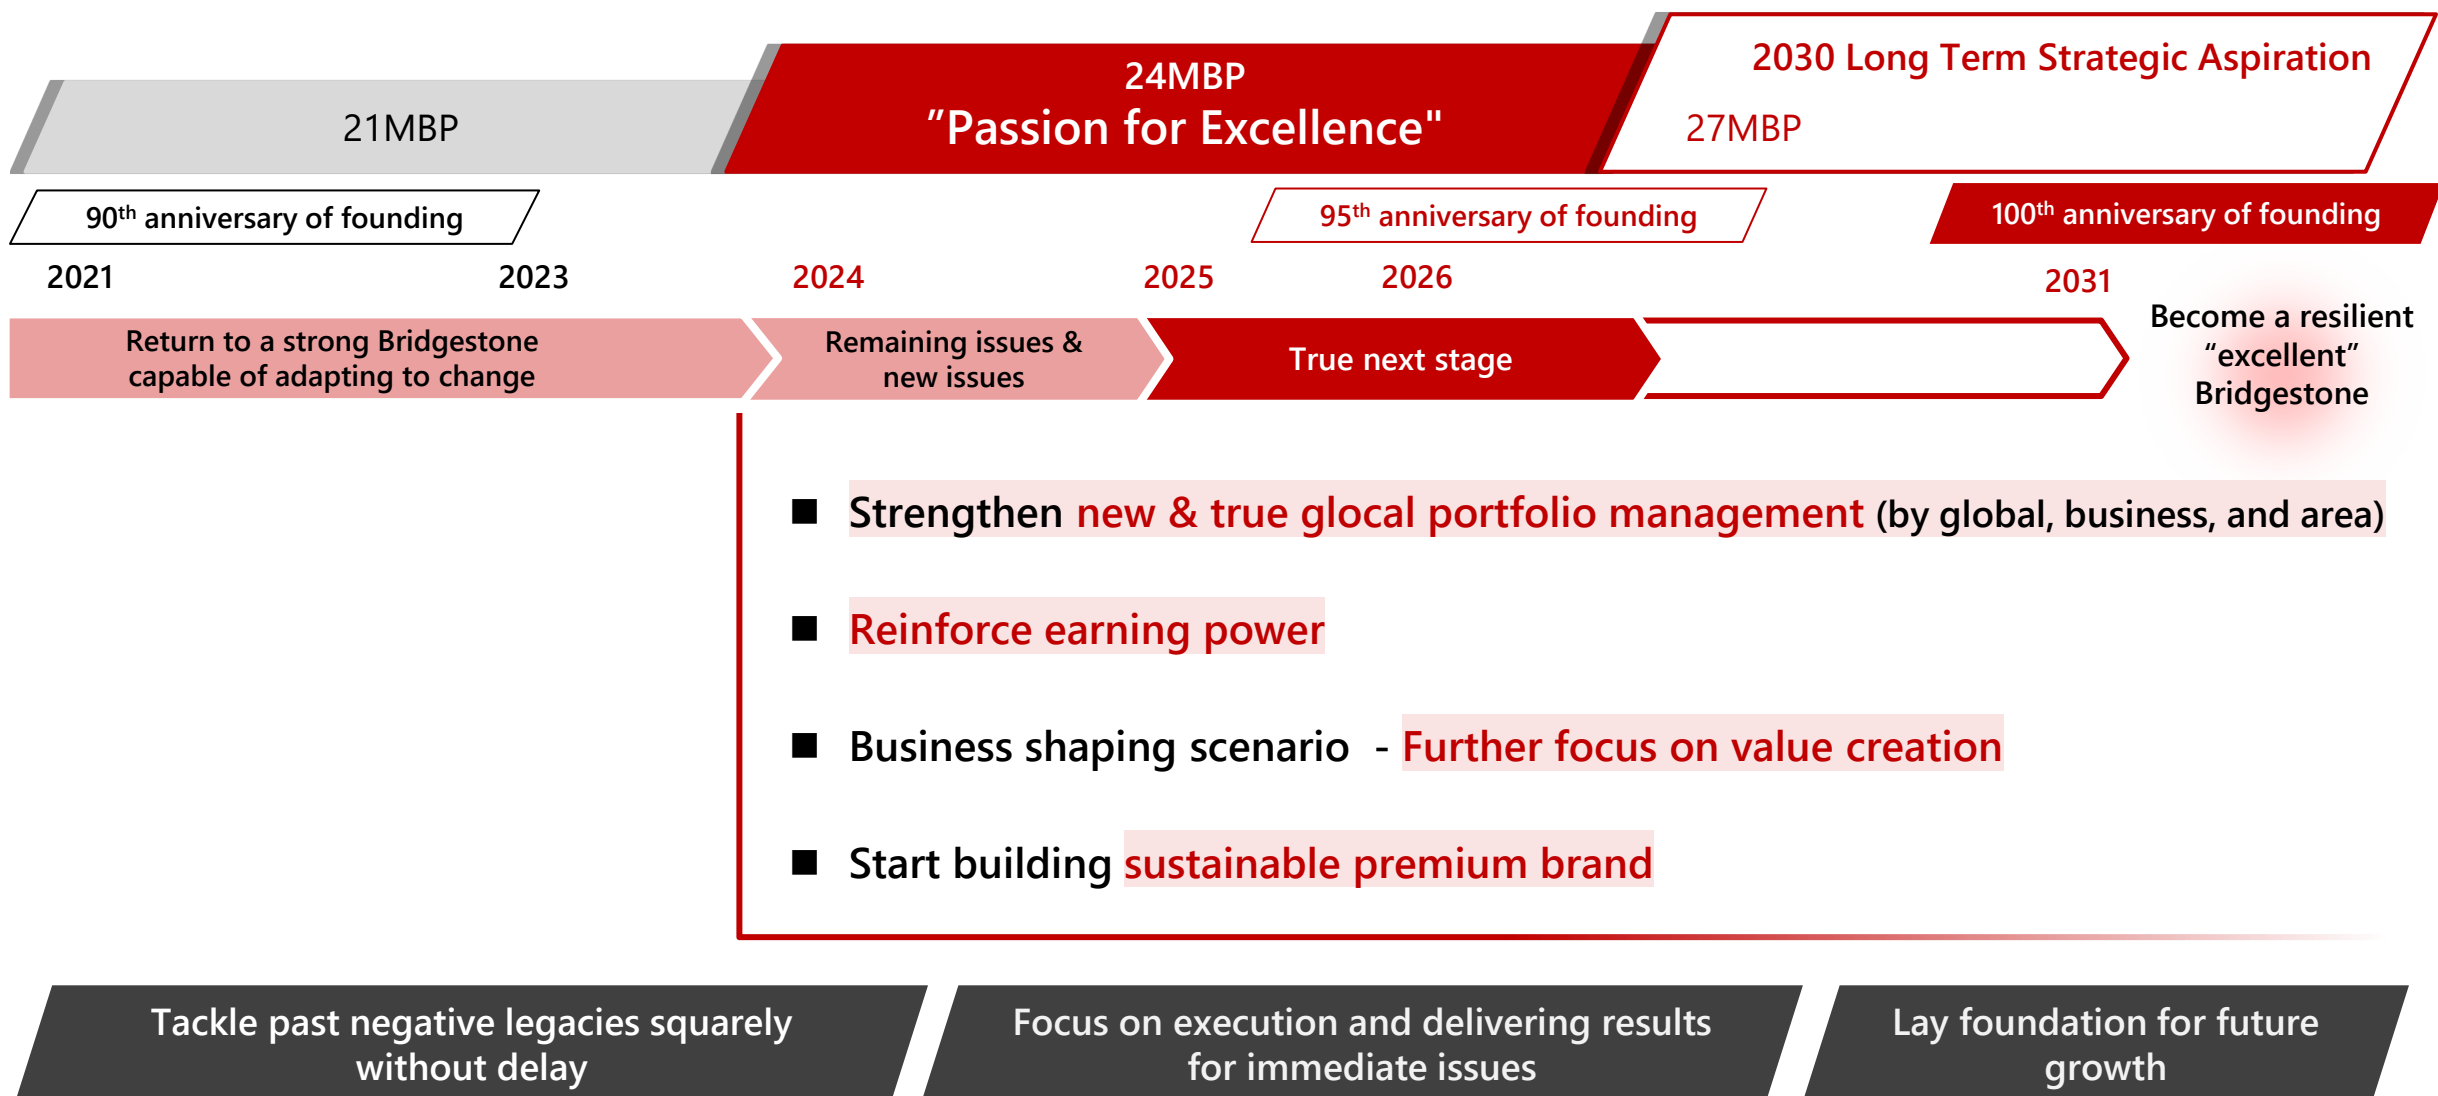 21MBP
24MBP
”Passion for Excellence"
2030 Long Term Strategic Aspiration
27MBP
90th anniversary of founding
95th anniversary of founding
100th anniversary of founding
2021
2023
2024
2025
2026
2031
Return to a strong Bridgestone
capable of adapting to change
Remaining issues &
new issues
True next stage
Become a resilient
“excellent”
Bridgestone
■ Strengthen new & true glocal portfolio management (by global, business, and area)
■ Reinforce earning power
■ Business shaping scenario - Further focus on value creation
■ Start building sustainable premium brand
Tackle past negative legacies squarely
without delay
Focus on execution and delivering results
for immediate issues
Lay foundation for future
growth